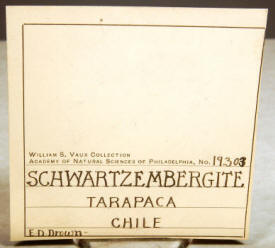 WILLIAM S. VAUX COLLECTION
ACADEMY OF NATURAL SCIENCES OF PHILADELPHIA, NO. 19303
SCHWARTZEMBERGITE
TARAPACA
CHILE
E.D. Drown-